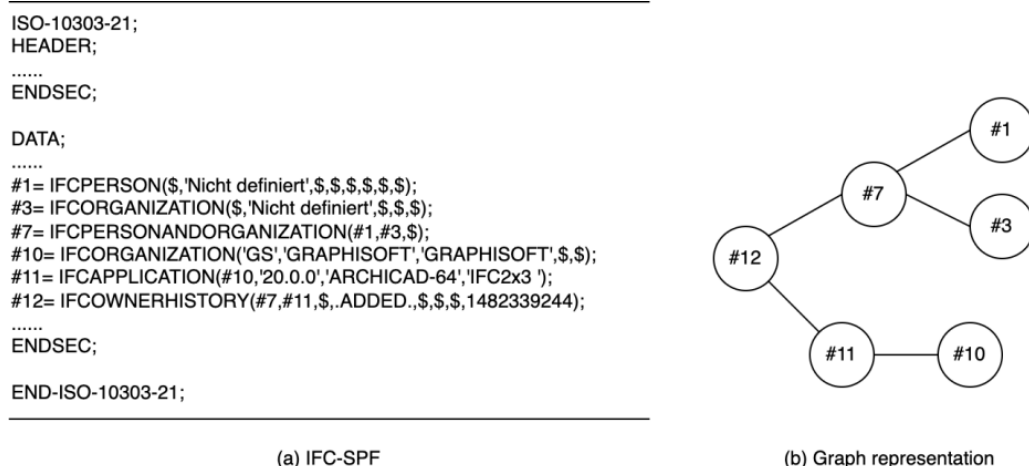 ISO-10303-21;
HEADER;
......
ENDSEC;
DATA;
......
#1= IFCPERSON($,'Nicht definiert',$,$,$,$,$,$);
#3= IFCORGANIZATION($,'Nicht definiert',$,$,$);
#7= IFCPERSONANDORGANIZATION(#1,#3,$);
#10= IFCORGANIZATION('GS','GRAPHISOFT','GRAPHISOFT',$,$);
#11= IFCAPPLICATION(#10,'20.0.0','ARCHICAD-64','IFC2x3 ');
#12= IFCOWNERHISTORY(#7,#11,$,.ADDED.,$,$,$,1482339244);
......
ENDSEC;
END-ISO-10303-21;
(a) IFC-SPF
#1
#7
#3
#12
#11
#10
(b) Graph representation